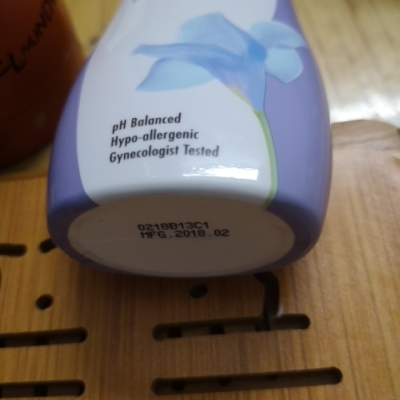 pH Balanced
Hypo-allergenic
Gynecologist Tested
0218B13C1
MFG.2018.02